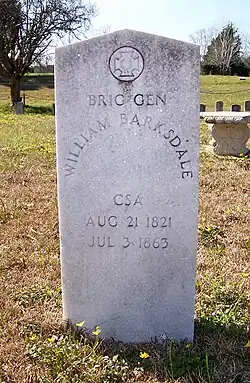 BRIG GEN
WILLIAM BARKSDALE
CSA
AUG 21 1821
JUL 3 1863